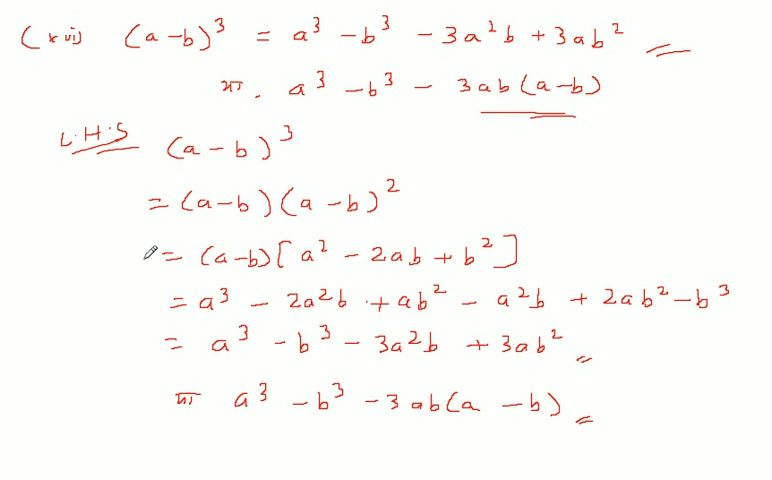 (xvi) (a-b)³ = a³ - b³ - 3a²b + 3ab²
या. a³ - b³ - 3ab(a-b)
L.H.S (a-b)³
= (a-b)(a-b)²
= (a-b)[a² - 2ab + b²]
= a³ - 2a²b + ab² - a²b + 2ab² - b³
= a³ - b³ - 3a²b + 3ab²
या a³ - b³ - 3ab(a-b)